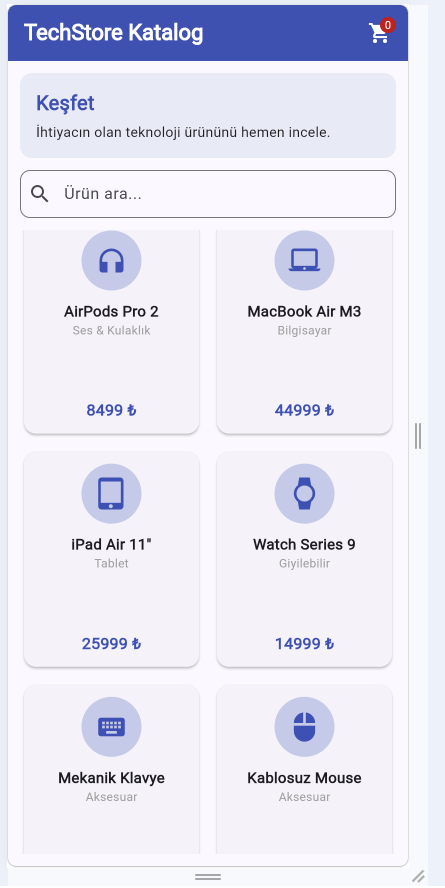 TechStore Katalog
0
Keşfet
İhtiyacın olan teknoloji ürününü hemen incele.
Ürün ara...
AirPods Pro 2
Ses & Kulaklık
8499 ₺
MacBook Air M3
Bilgisayar
44999 ₺
iPad Air 11"
Tablet
25999 ₺
Watch Series 9
Giyilebilir
14999 ₺
Mekanik Klavye
Aksesuar
Kablosuz Mouse
Aksesuar